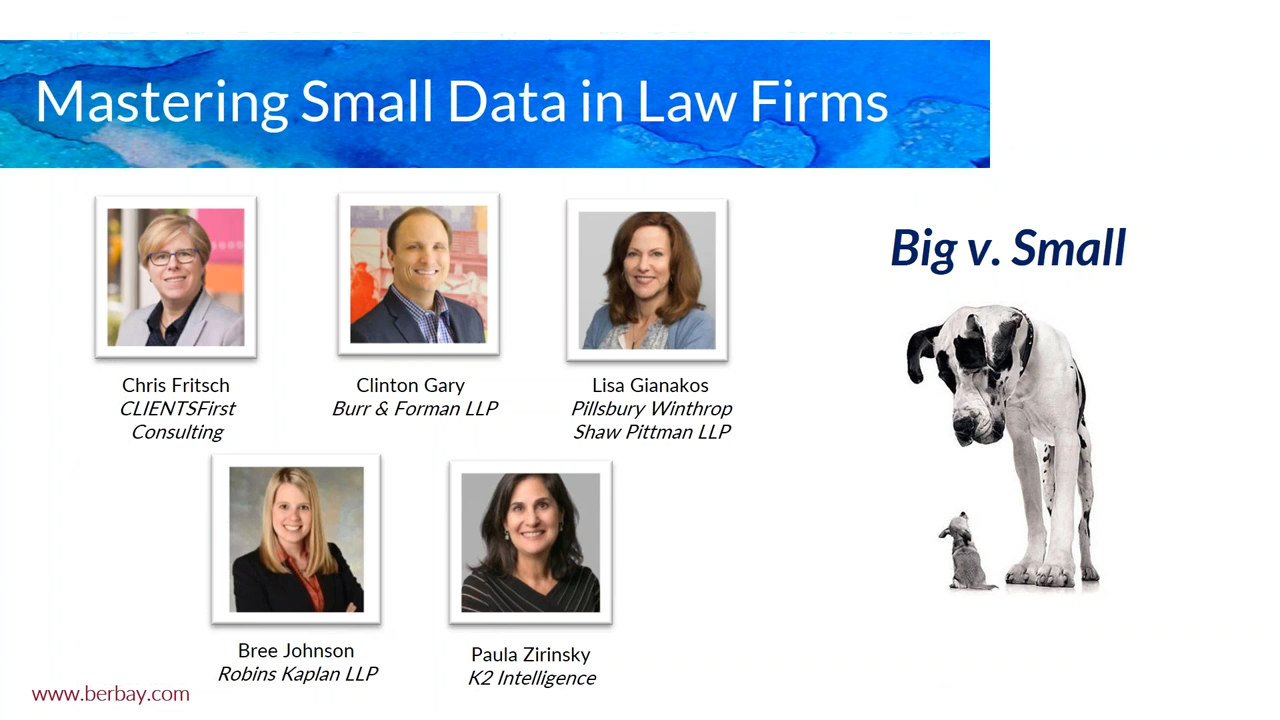 Mastering Small Data in Law Firms
Big v. Small
Chris Fritsch
CLIENTSFirst
Consulting
Clinton Gary
Burr & Forman LLP
Lisa Gianakos
Pillsbury Winthrop
Shaw Pittman LLP
Bree Johnson
Robins Kaplan LLP
Paula Zirinsky
K2 Intelligence
www.berbay.com